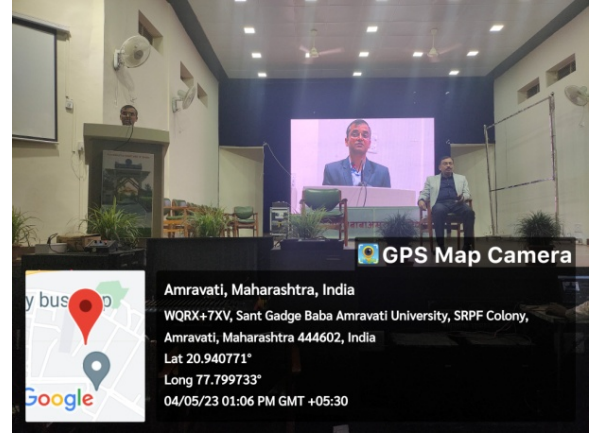 GPS Map Camera
Amravati, Maharashtra, India
WQRX+7XV, Sant Gadge Baba Amravati University, SRPF Colony,
Amravati, Maharashtra 444602, India
Lat 20.940771°
Long 77.799733°
04/05/23 01:06 PM GMT +05:30
y bus
Google